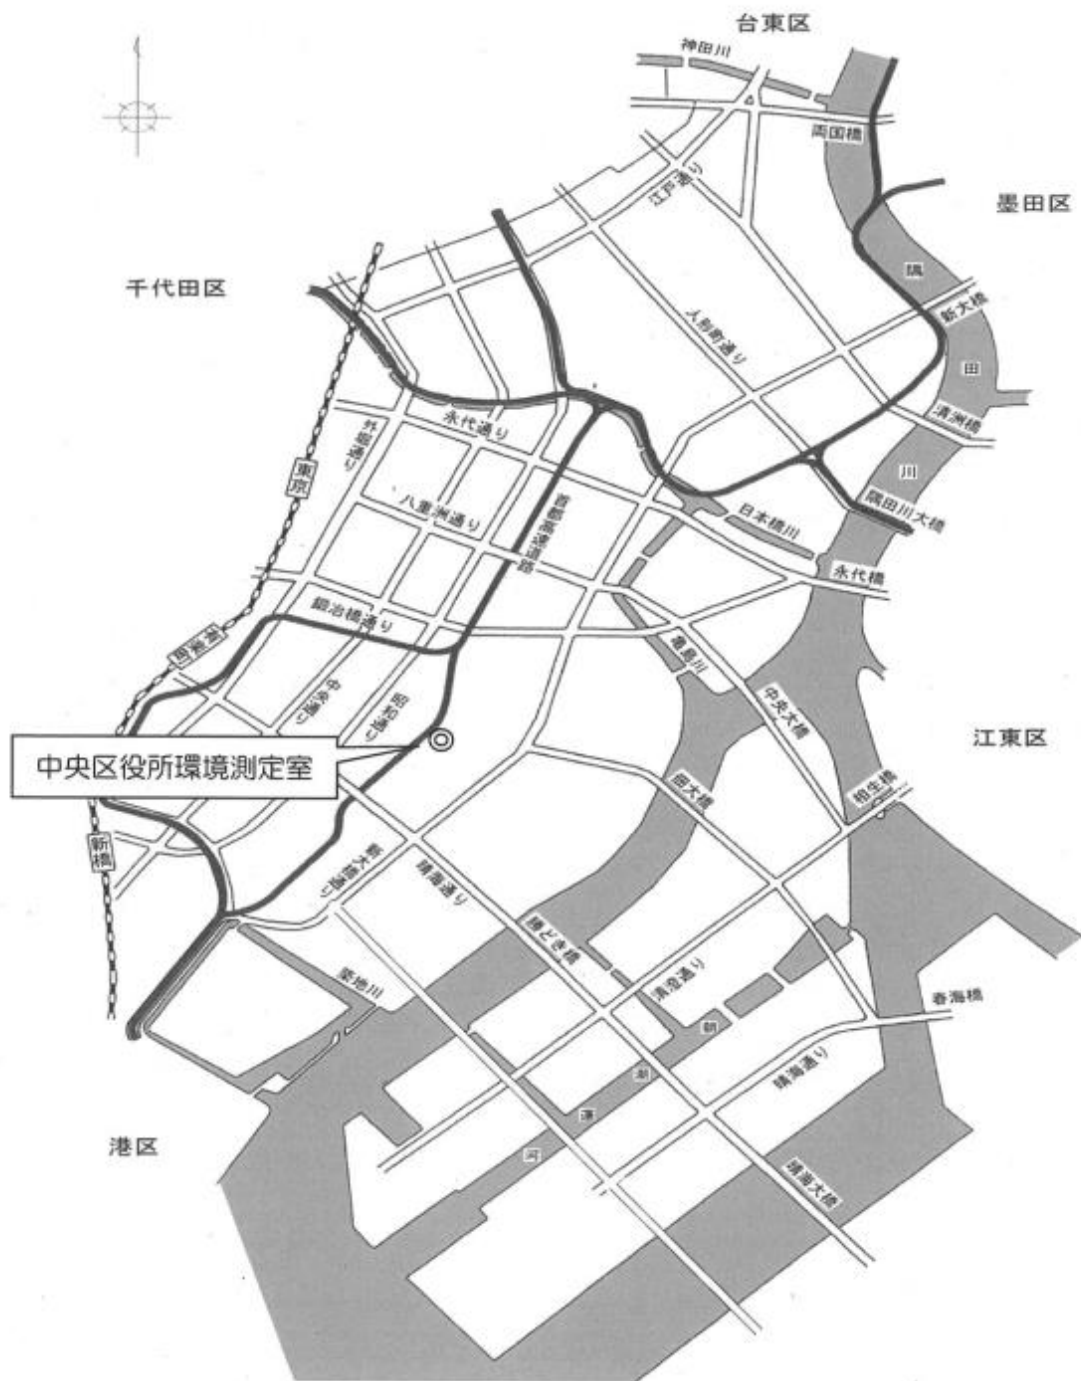 台東区
神田川
両国橋
墨田区
江戸通り
千代田区
隅
新大橋
人形町通り
田
清洲橋
外堀通り
永代通り
東京
川
隅田川大橋
八重洲通り
首都高速道路
日本橋川
永代橋
鍛冶橋通り
有楽町
亀島川
中央通り
昭和通り
中央大橋
江東区
中央区役所環境測定室
佃大橋
相生橋
新橋
新大橋通り
晴海通り
勝どき橋
清澄通り
築地川
春海橋
朝
潮
運
河
晴海通り
港区
晴海大橋